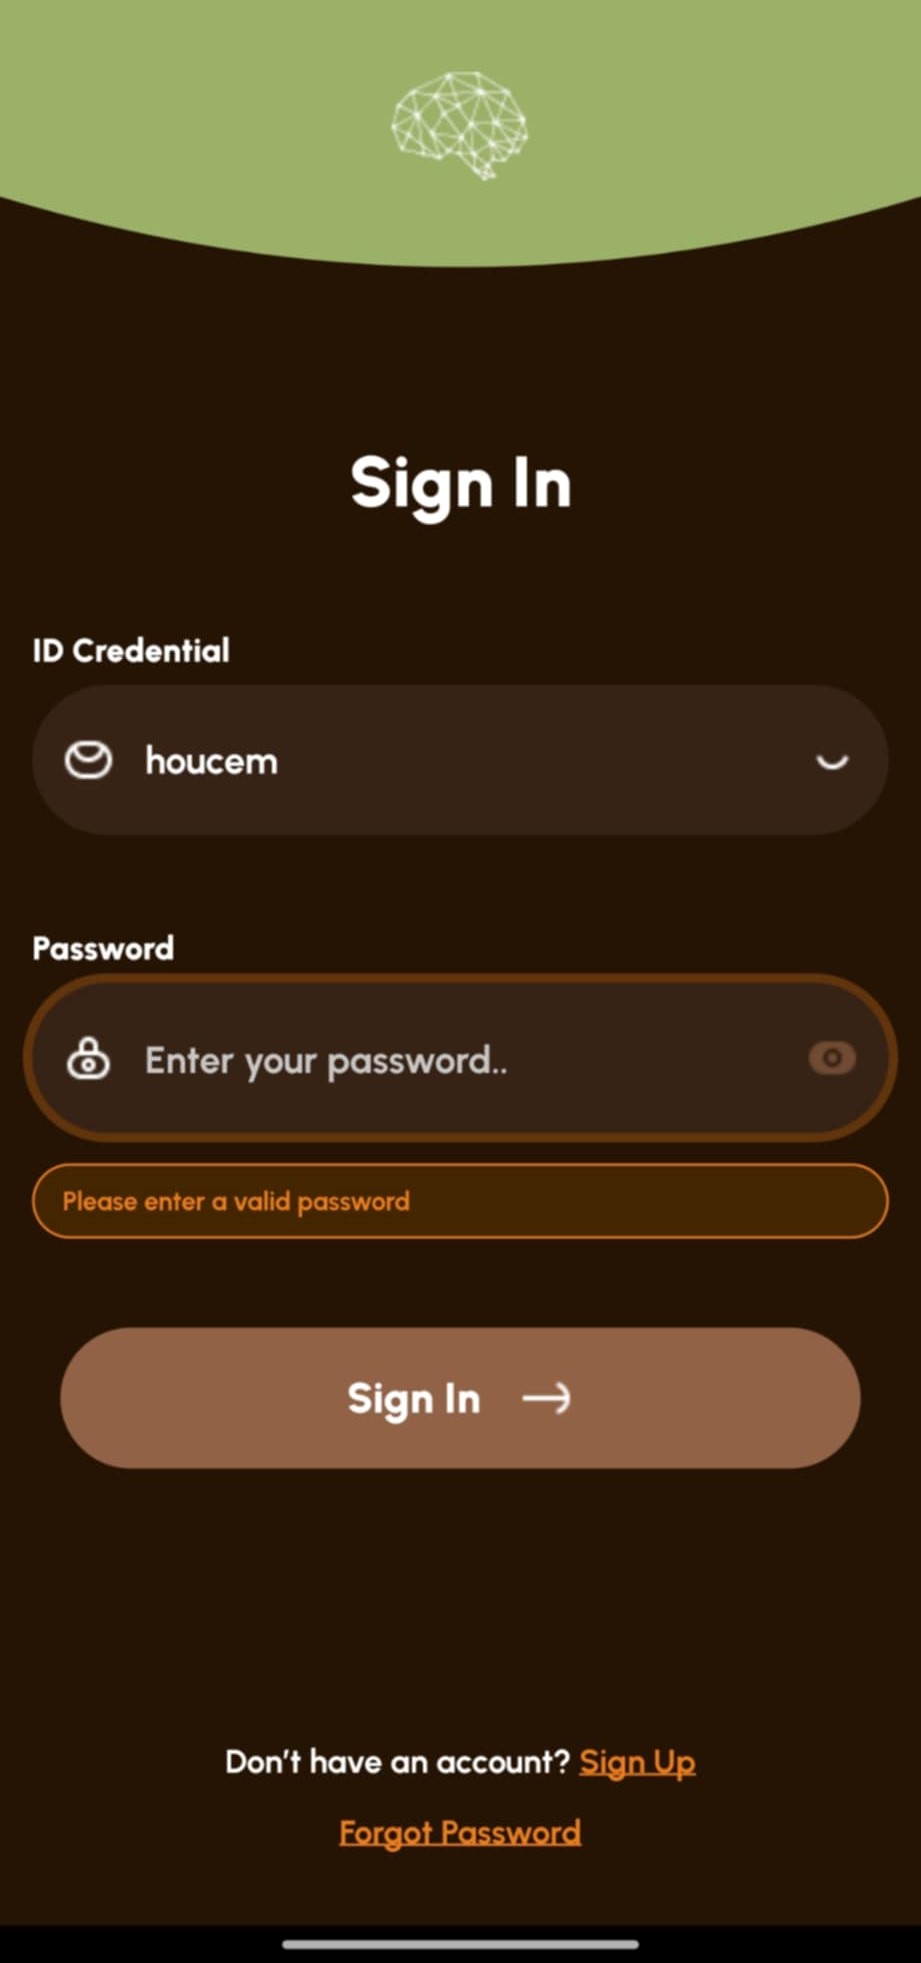 Sign In
ID Credential
houcem
Password
Enter your password..
Please enter a valid password
Sign In
Don't have an account? Sign Up
Forgot Password